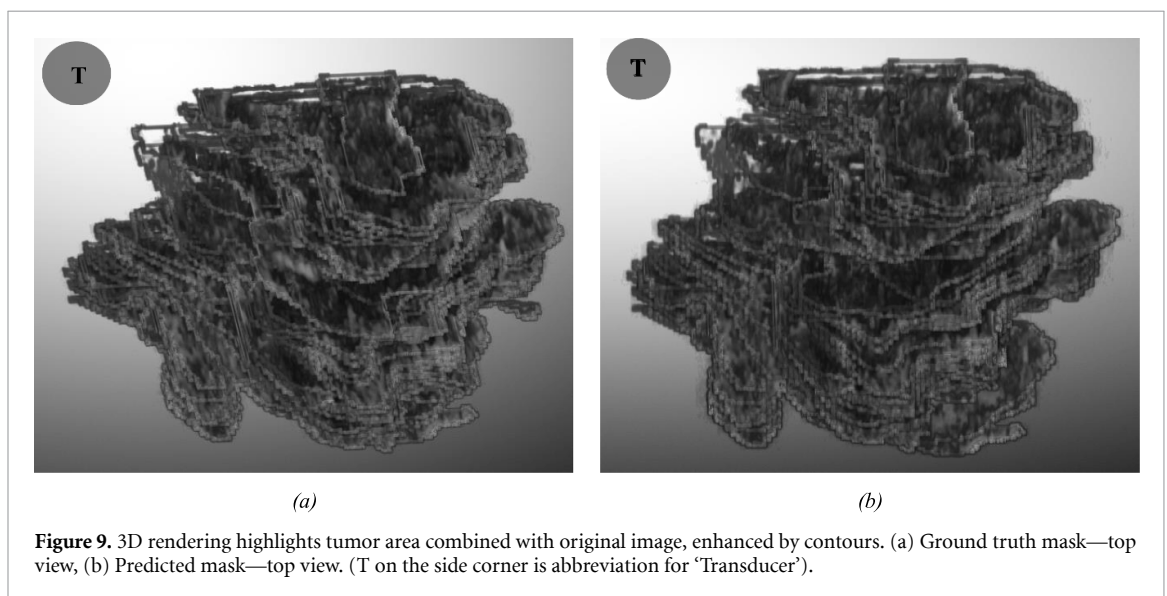 T
T
(a)
(b)
Figure 9. 3D rendering highlights tumor area combined with original image, enhanced by contours. (a) Ground truth mask—top
view, (b) Predicted mask—top view. (T on the side corner is abbreviation for ‘Transducer’).